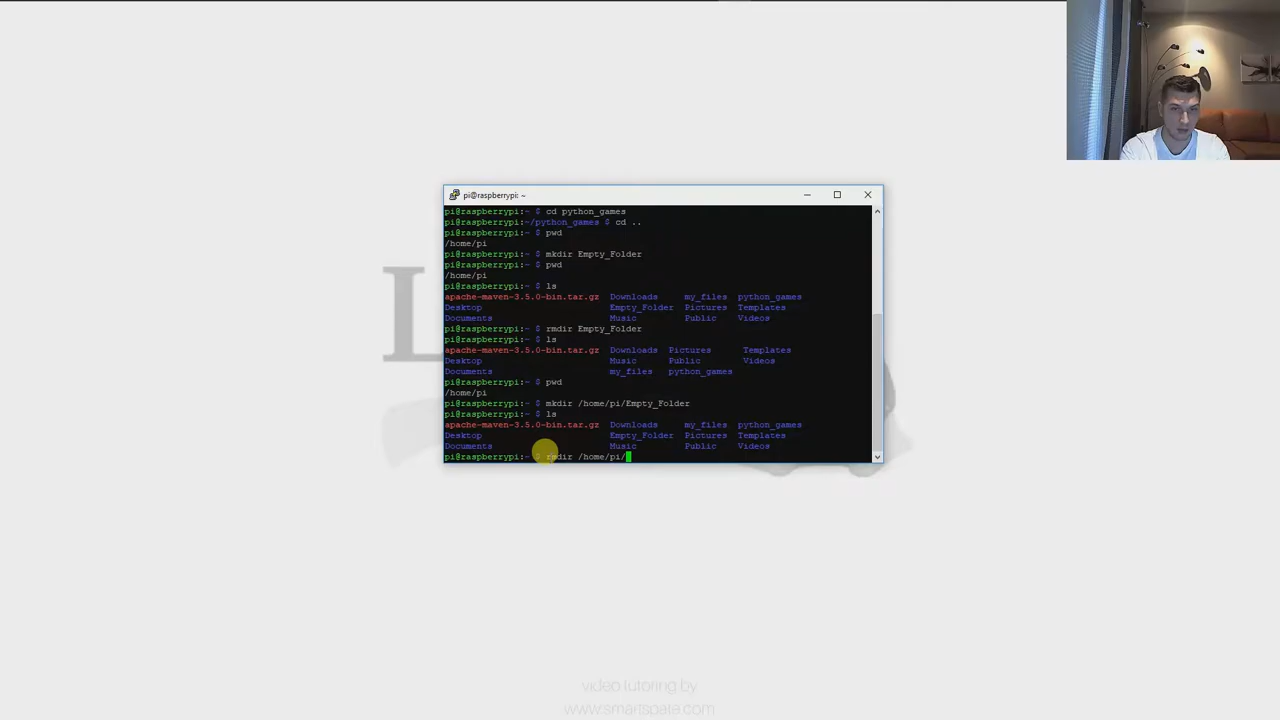 pi@raspberrypi: ~
pi@raspberrypi:~ $ cd python_games
pi@raspberrypi:~/python_games $ cd ..
pi@raspberrypi:~ $ pwd
/home/pi
pi@raspberrypi:~ $ mkdir Empty_Folder
pi@raspberrypi:~ $ pwd
/home/pi
pi@raspberrypi:~ $ ls
apache-maven-3.5.0-bin.tar.gz Downloads my_files python_games
Desktop Empty_Folder Pictures Templates
Documents Music Public Videos
pi@raspberrypi:~ $ rmdir Empty_Folder
pi@raspberrypi:~ $ ls
apache-maven-3.5.0-bin.tar.gz Downloads Pictures Templates
Desktop Music Public Videos
Documents my_files python_games
pi@raspberrypi:~ $ pwd
/home/pi
pi@raspberrypi:~ $ mkdir /home/pi/Empty_Folder
pi@raspberrypi:~ $ ls
apache-maven-3.5.0-bin.tar.gz Downloads my_files python_games
Desktop Empty_Folder Pictures Templates
Documents Music Public Videos
pi@raspberrypi:~ $ rmdir /home/pi/
video tutoring by
www.smartspate.com